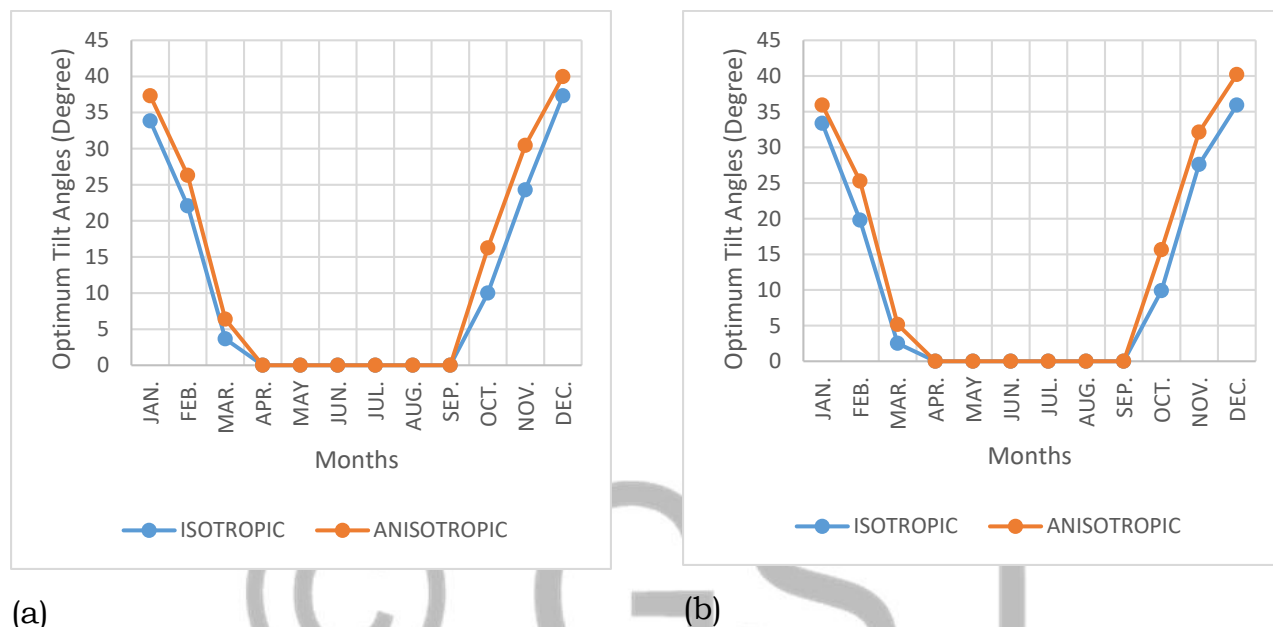 45
40
35
30
25
20
15
10
5
0
Optimum Tilt Angles (Degree)
JAN.
FEB.
MAR.
APR.
MAY
JUN.
JUL.
AUG.
SEP.
OCT.
NOV.
DEC.
Months
ISOTROPIC ANISOTROPIC
(a)
45
40
35
30
25
20
15
10
5
0
Optimum Tilt Angles (Degree)
JAN.
FEB.
MAR.
APR.
MAY
JUN.
JUL.
AUG.
SEP.
OCT.
NOV.
DEC.
Months
ISOTROPIC ANISOTROPIC
(b)
© GSJ